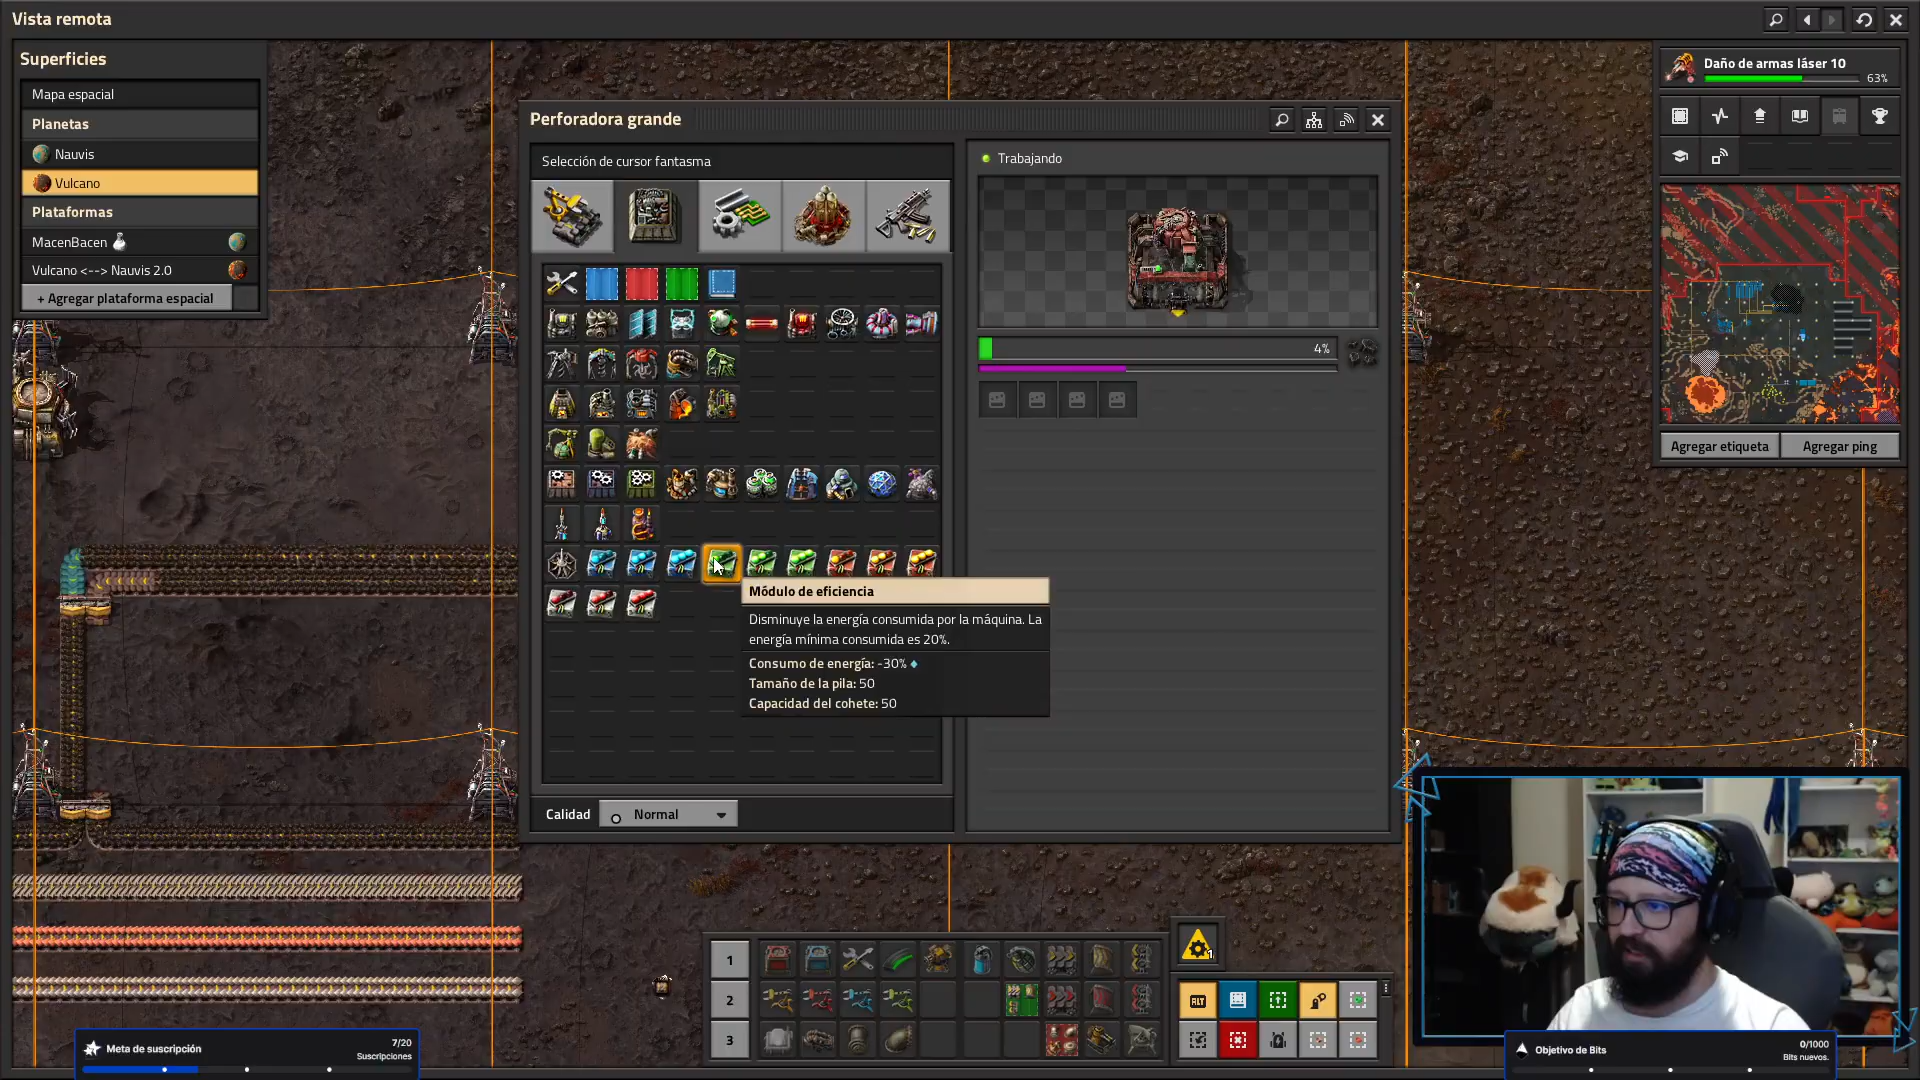 Vista remota
Superficies
Mapa espacial
Planetas
Nauvis
Vulcano
Plataformas
MacenBacen
Vulcano <--> Nauvis 2.0
+ Agregar plataforma espacial
Perforadora grande
Selección de cursor fantasma
Trabajando
4%
Módulo de eficiencia
Disminuye la energía consumida por la máquina. La
energía mínima consumida es 20%.
Consumo de energía: -30%
Tamaño de la pila: 50
Capacidad del cohete: 50
Calidad
Normal
Daño de armas láser 10
63%
Agregar etiqueta
Agregar ping
1
2
3
1
ALT
Meta de suscripción
7/20
Suscripciones
Objetivo de Bits
0/1000
Bits nuevos.